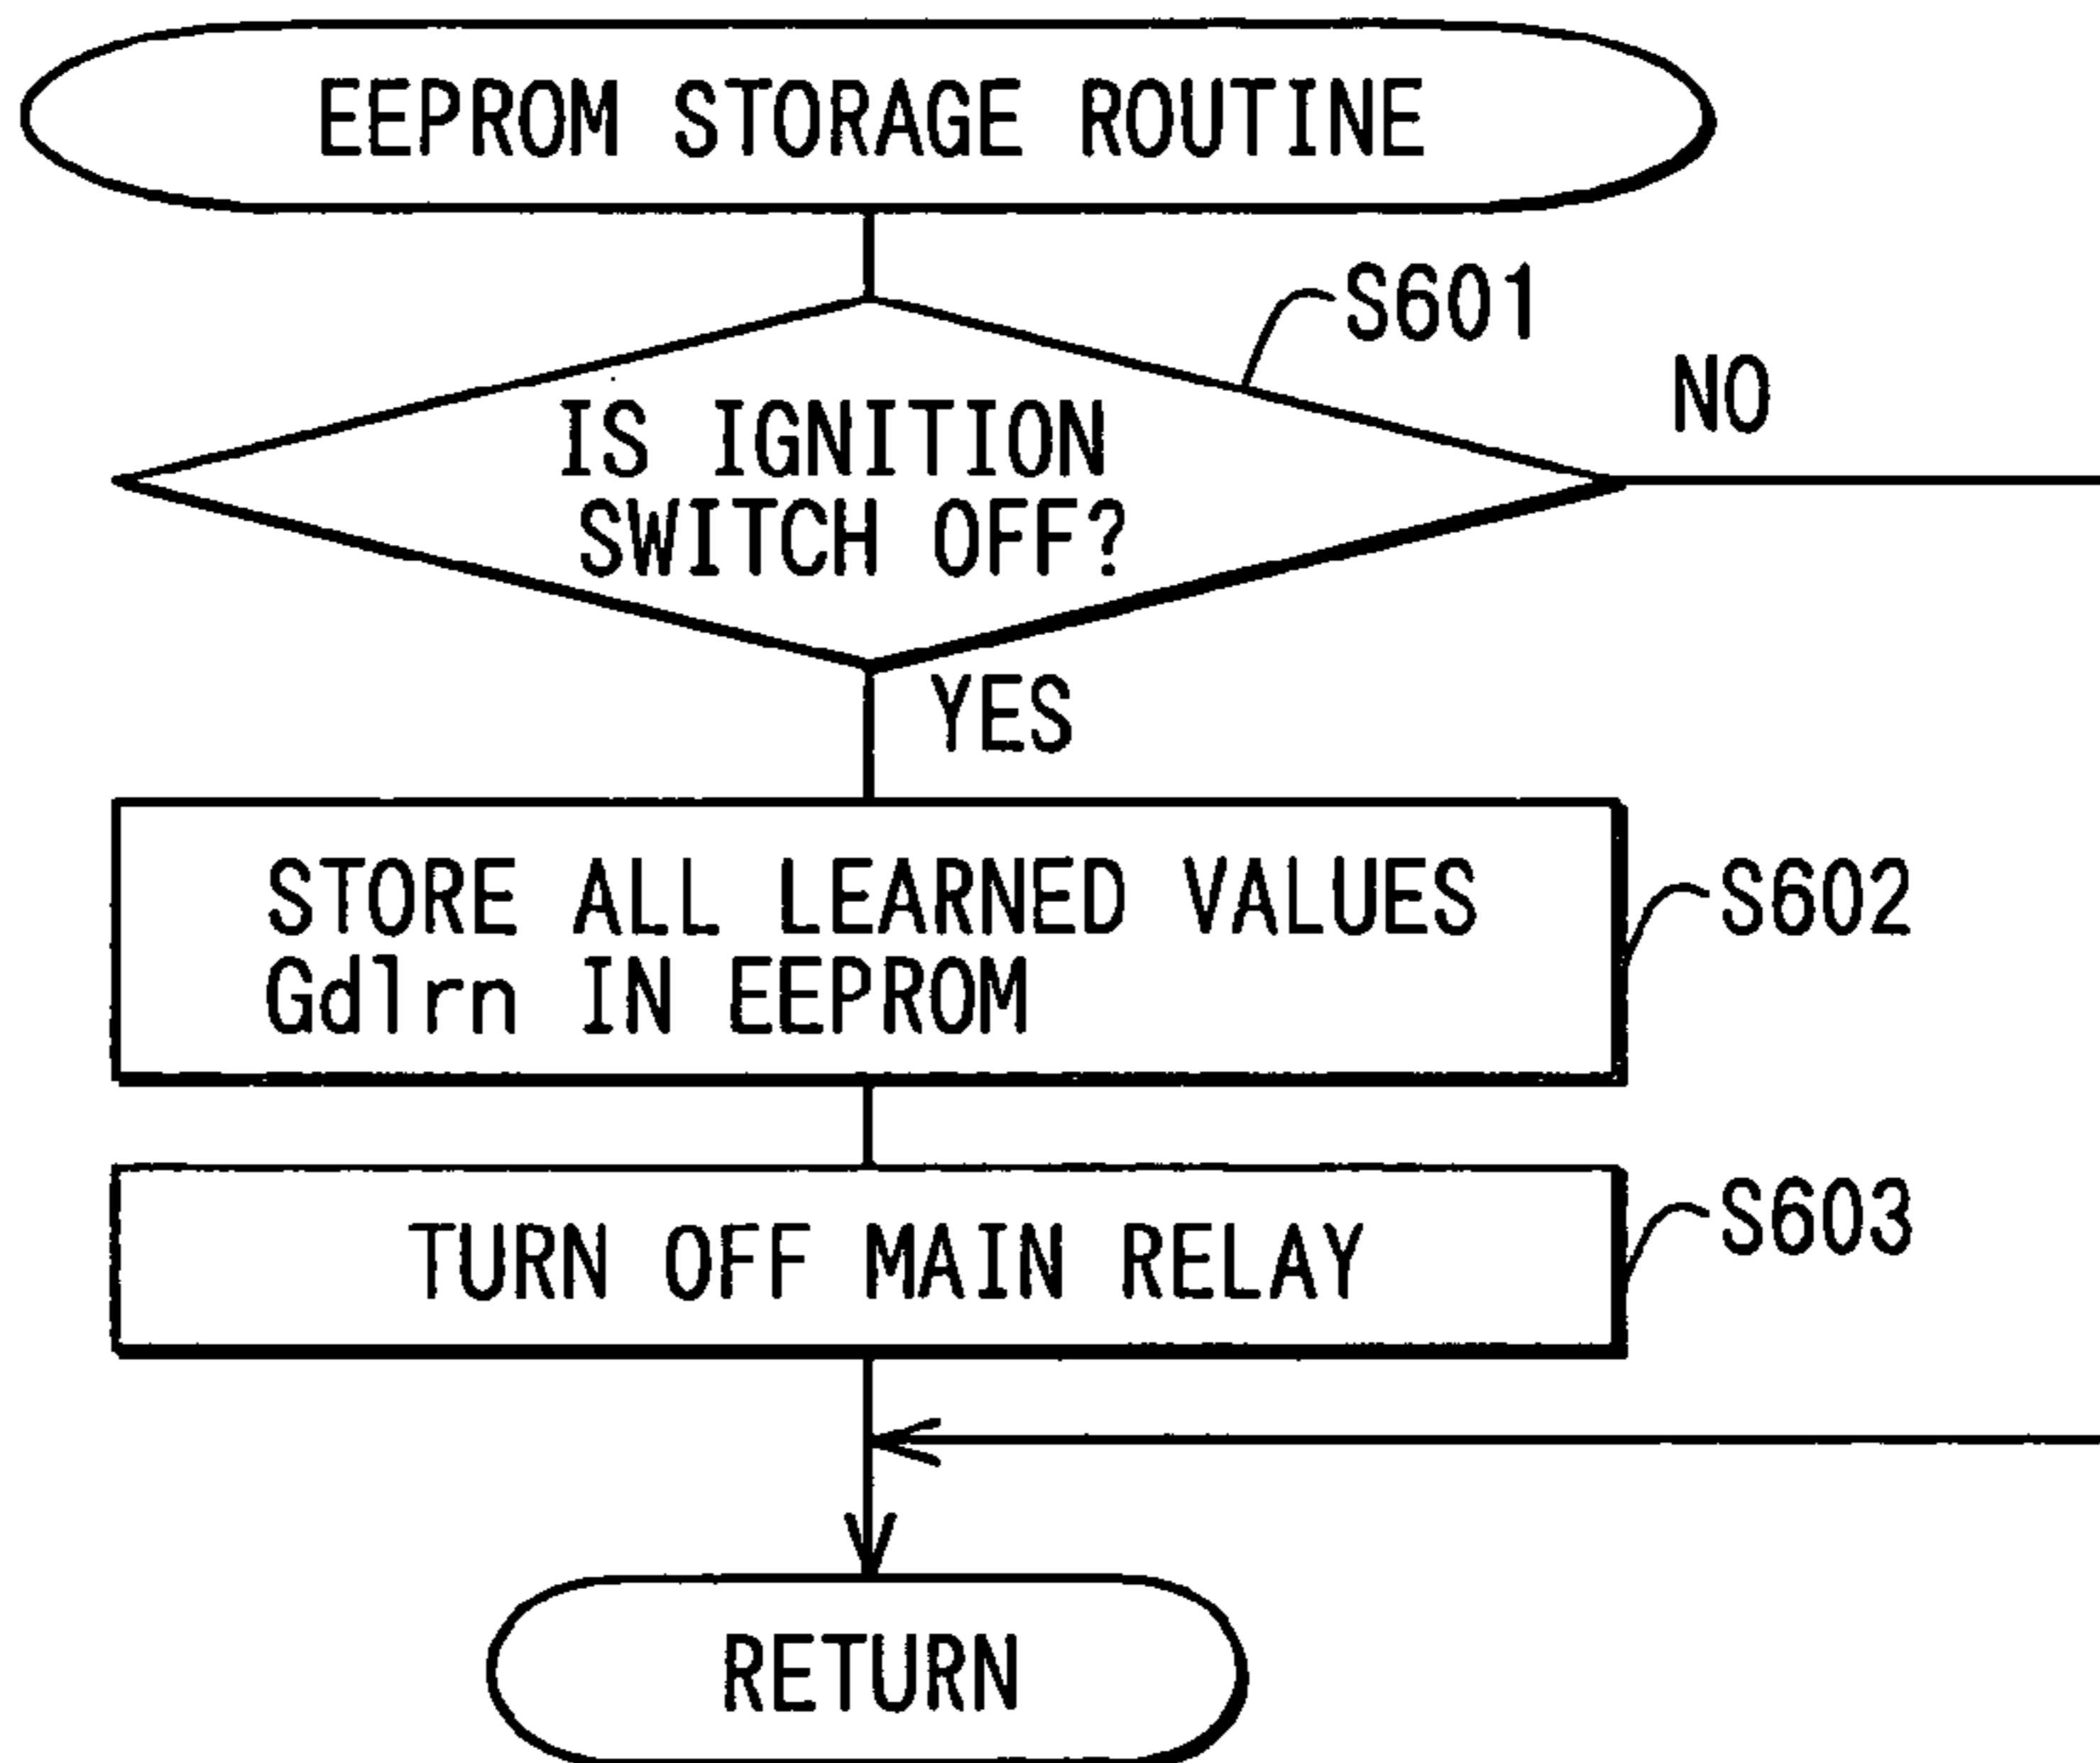 EEPROM STORAGE ROUTINE
S601
NO
IS IGNITION
SWITCH OFF?
YES
STORE ALL LEARNED VALUES
Gdlrn IN EEPROM
S602
TURN OFF MAIN RELAY
S603
RETURN